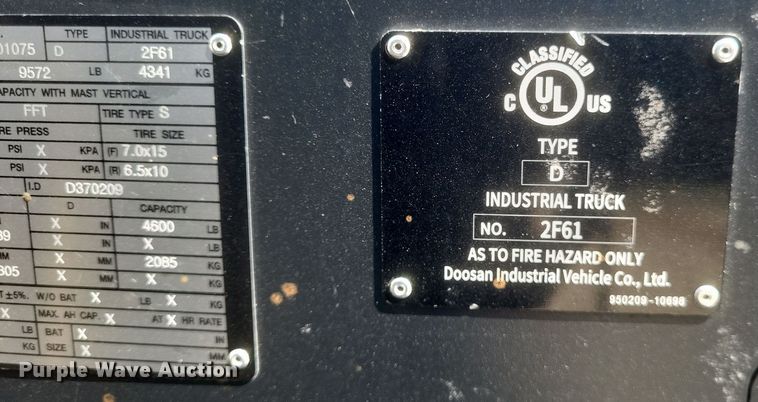 TYPE INDUSTRIAL TRUCK
01075 D 2F61
9572 LB 4341 KG
CAPACITY WITH MAST VERTICAL
FFT TIRE TYPE S
PRESS TIRE SIZE
PSI X KPA (F) 7.0x15
PSI X KPA (R) 6.5x10
I.D D370209
D CAPACITY
X IN 4600 LB
X IN X LB
X MM 2085 KG
305 X MM X KG
±5%. W/O BAT X LB X KG
X MAX. AH CAP. X AT X HR RATE
LB BAT X IN
KG SIZE X MM
CLASSIFIED
C UL US
®
TYPE
D
INDUSTRIAL TRUCK
NO. 2F61
AS TO FIRE HAZARD ONLY
Doosan Industrial Vehicle Co., Ltd.
950209-10698
Purple Wave Auction